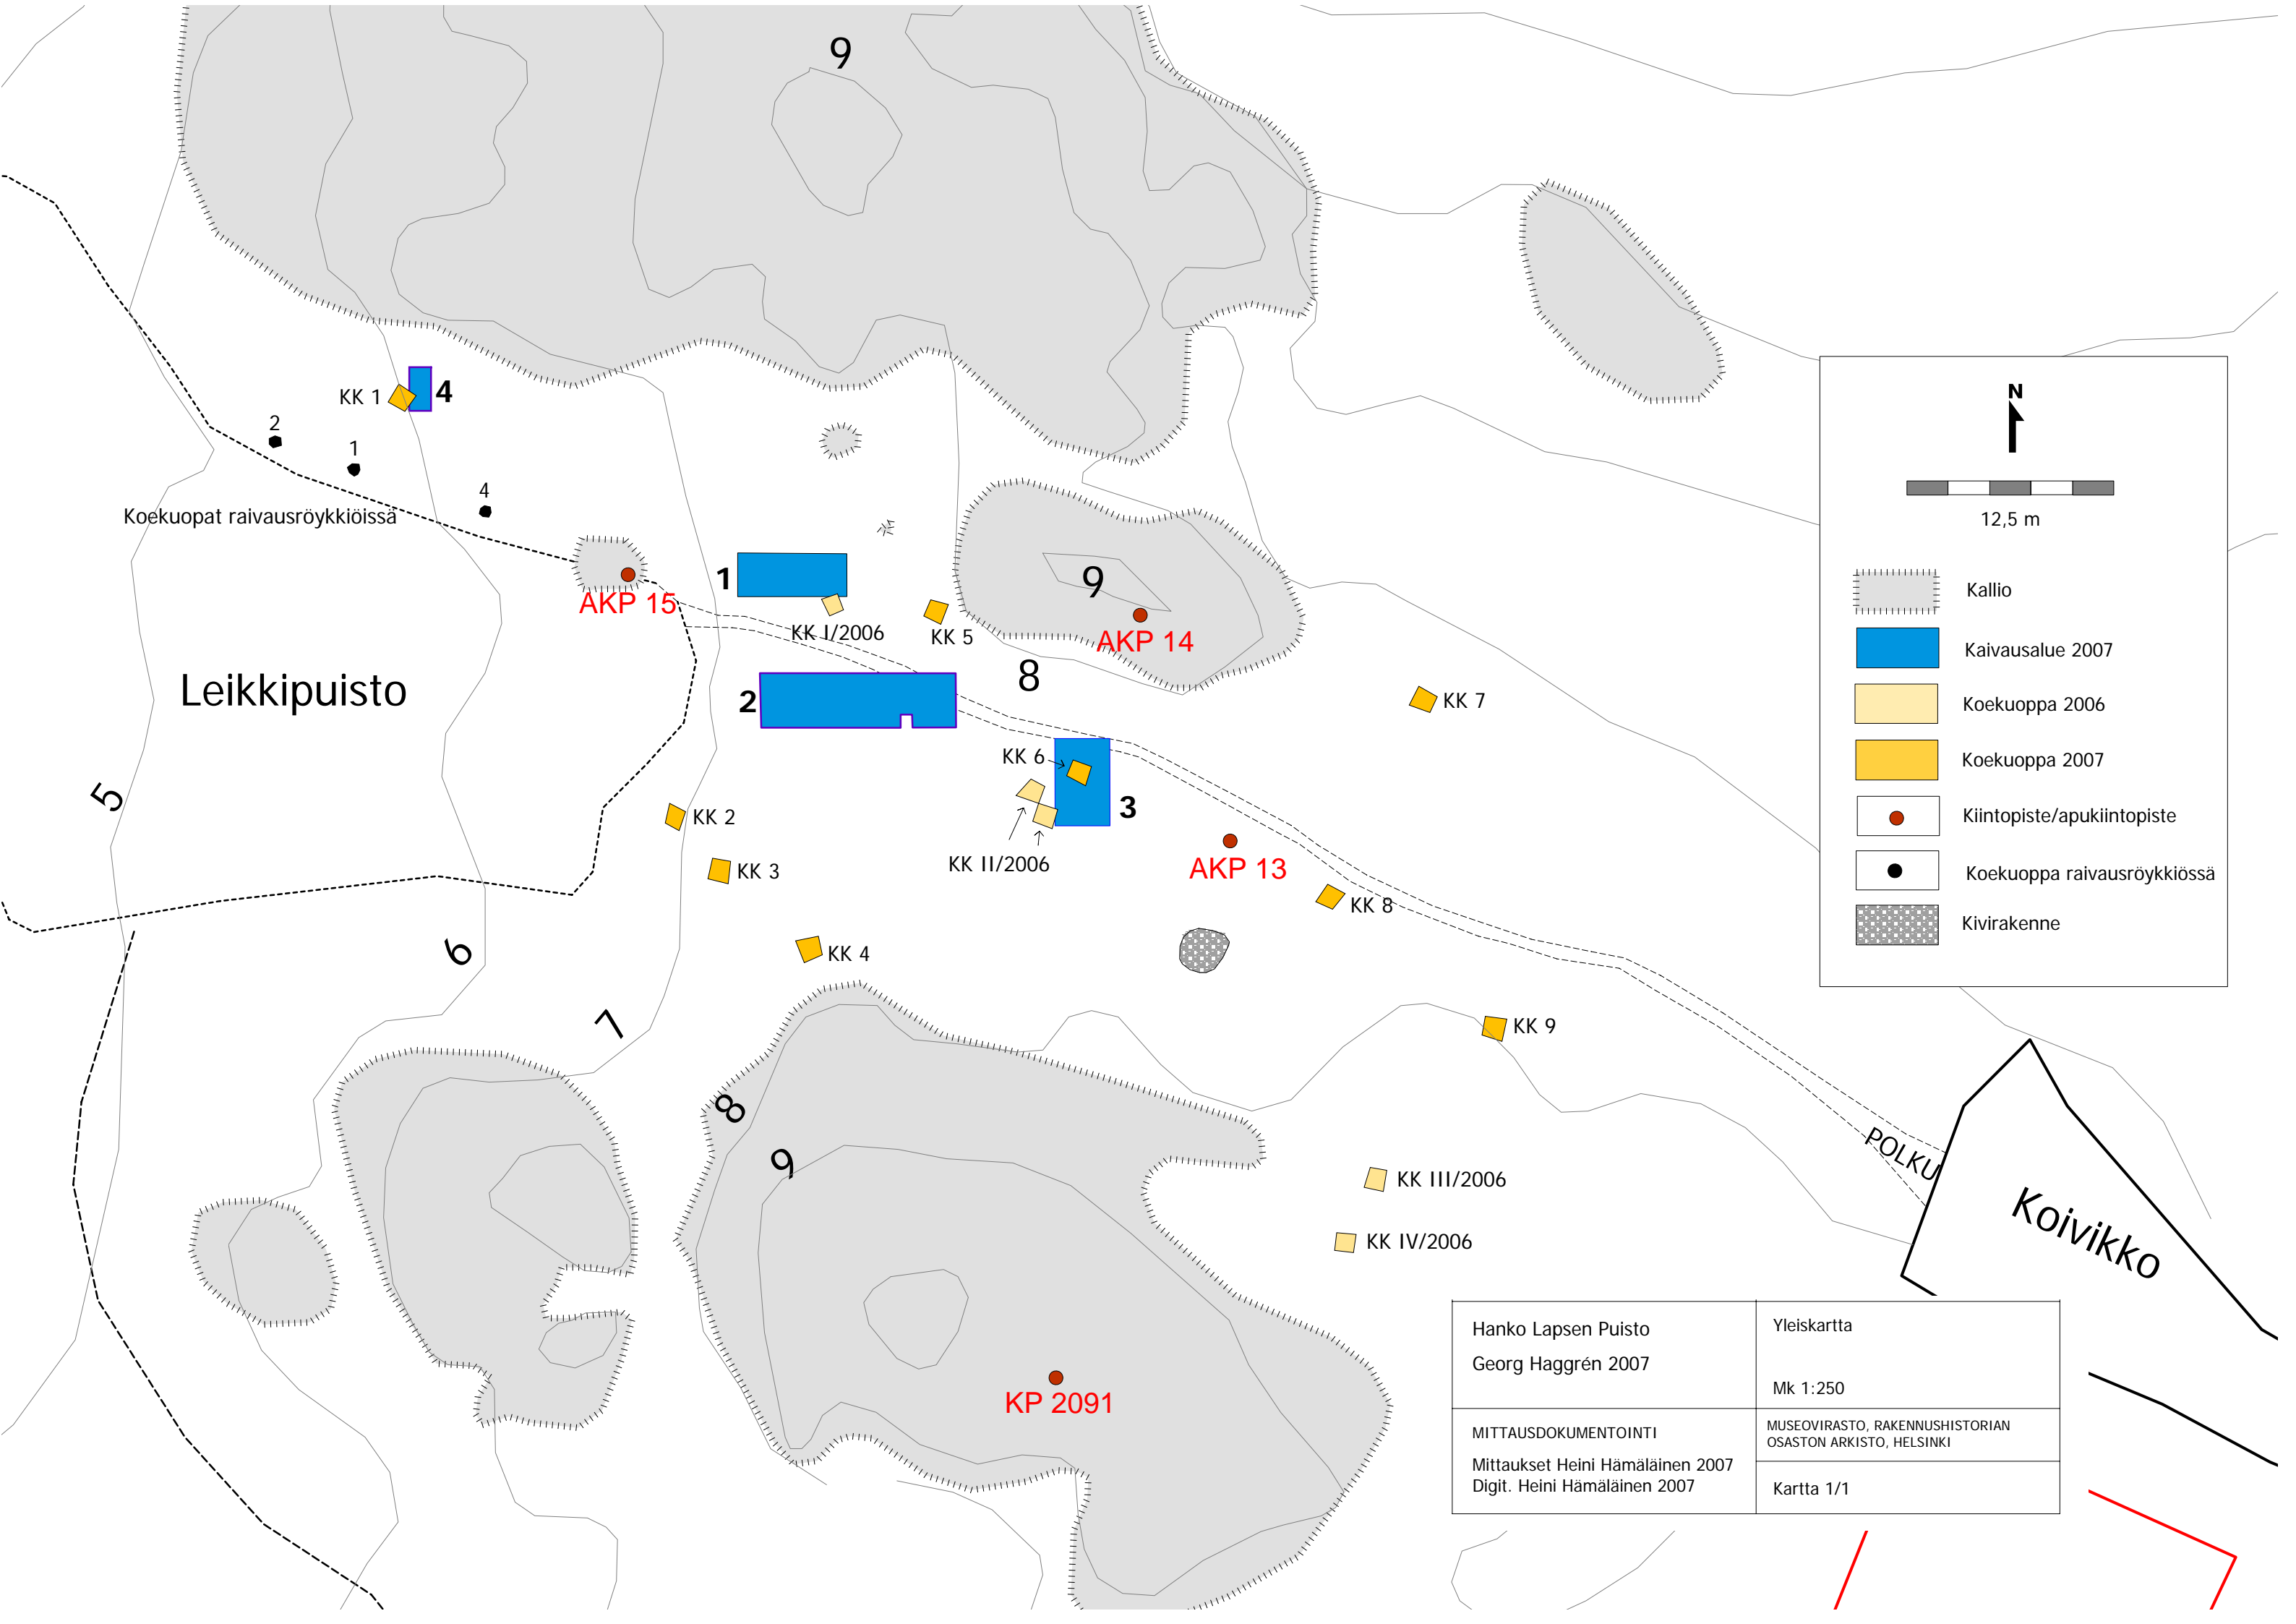 9
KK 1
4
2
1
4
Koekuopat raivausröykkiöissä
AKP 15
1
KK I/2006
KK 5
9
AKP 14
8
Leikkipuisto
2
KK 7
KK 6
3
KK II/2006
5
KK 2
KK 3
AKP 13
KK 8
KK 4
6
7
KK 9
8
9
POLKU
KK III/2006
KK IV/2006
Koivikko
KP 2091
N
12,5 m
Kallio
Kaivausalue 2007
Koekuoppa 2006
Koekuoppa 2007
Kiintopiste/apukiintopiste
Koekuoppa raivausröykkiössä
Kivirakenne
Hanko Lapsen Puisto
Georg Haggrén 2007
Yleiskartta
Mk 1:250
MITTAUSDOKUMENTOINTI
Mittaukset Heini Hämäläinen 2007
Digit. Heini Hämäläinen 2007
MUSEOVIRASTO, RAKENNUSHISTORIAN
OSASTON ARKISTO, HELSINKI
Kartta 1/1